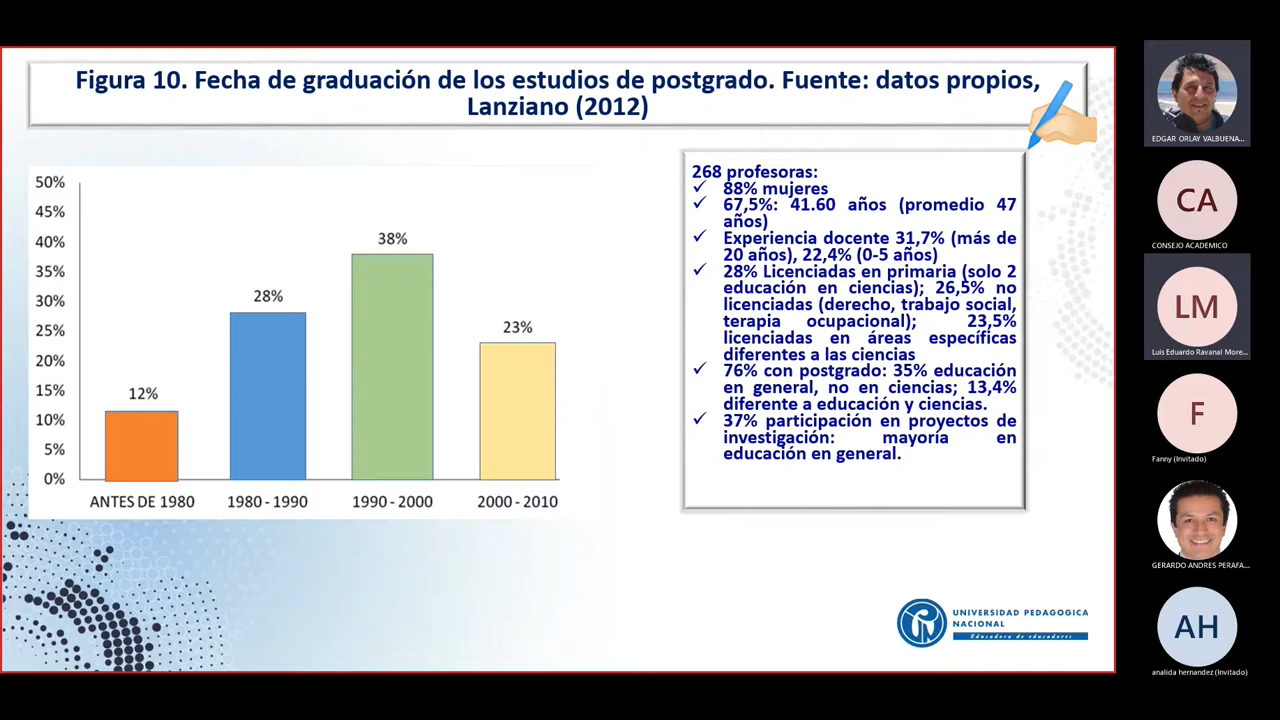 Figura 10. Fecha de graduación de los estudios de postgrado. Fuente: datos propios,
Lanziano (2012)
50%
45%
40%
35%
30%
25%
20%
15%
10%
5%
0%
12%
28%
38%
23%
ANTES DE 1980
1980 - 1990
1990 - 2000
2000 - 2010
268 profesoras:
✓ 88% mujeres
✓ 67,5%: 41.60 años (promedio 47
años)
✓ Experiencia docente 31,7% (más de
20 años), 22,4% (0-5 años)
✓ 28% Licenciadas en primaria (solo 2
educación en ciencias); 26,5% no
licenciadas (derecho, trabajo social,
terapia ocupacional); 23,5%
licenciadas en áreas específicas
diferentes a las ciencias
✓ 76% con postgrado: 35% educación
en general, no en ciencias; 13,4%
diferente a educación y ciencias.
✓ 37% participación en proyectos de
investigación: mayoría en
educación en general.
UNIVERSIDAD PEDAGOGICA
NACIONAL
Educadora de educadores
EDGAR ORLAY VALBUENA...
CA
CONSEJO ACADEMICO
LM
Luis Eduardo Ravanal More...
F
Fanny (Invitado)
GERARDO ANDRES PERAFA...
AH
analida hernandez (Invitado)